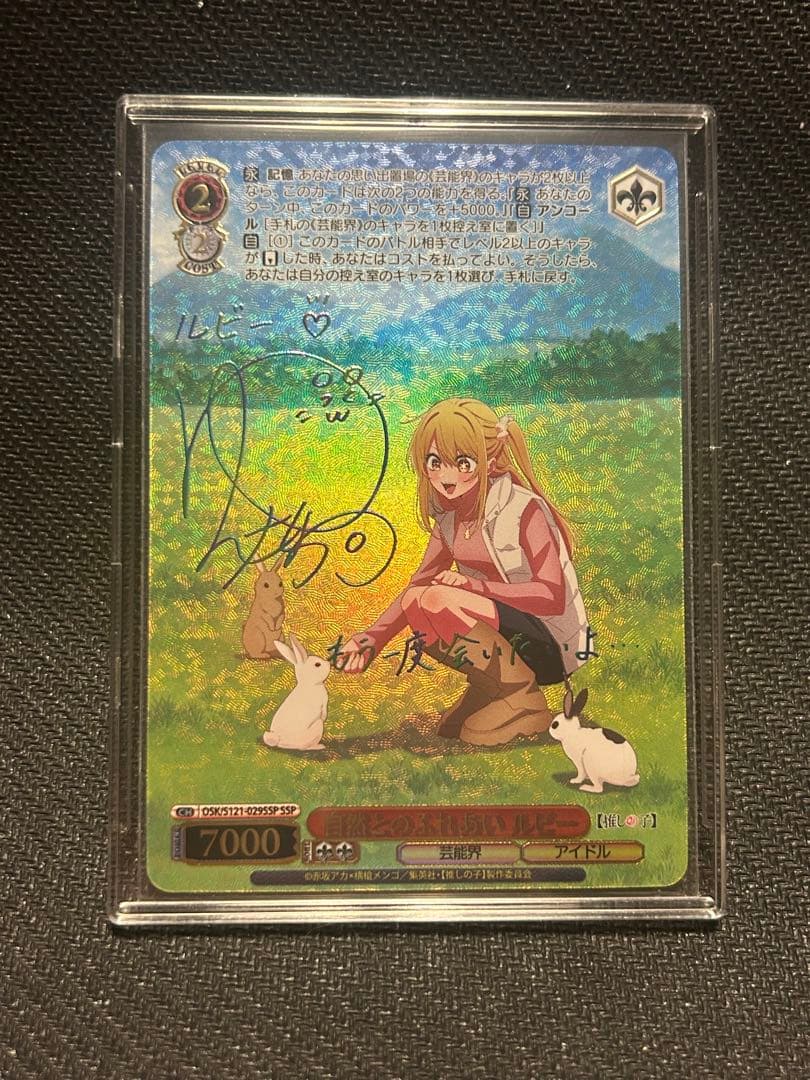 LEVEL
2
2
COST
永 記憶 あなたの思い出置場の《芸能界》のキャラが2枚以上
なら、このカードは次の2つの能力を得る。『永 あなたの
ターン中、このカードのパワーを+5000。』『自 アンコー
ル [手札の《芸能界》のキャラを1枚控え室に置く]』
自 [①] このカードのバトル相手でレベル2以上のキャラ
がした時、あなたはコストを払ってよい。そうしたら、
あなたは自分の控え室のキャラを1枚選び、手札に戻す。
ルビー♡
もう一度会いたいよ…
CH OSK/S121-029SSP SSP
7000
自然とのふれあい ルビー
【推しの子】
芸能界
アイドル
©赤坂アカ×横槍メンゴ/集英社・【推しの子】製作委員会